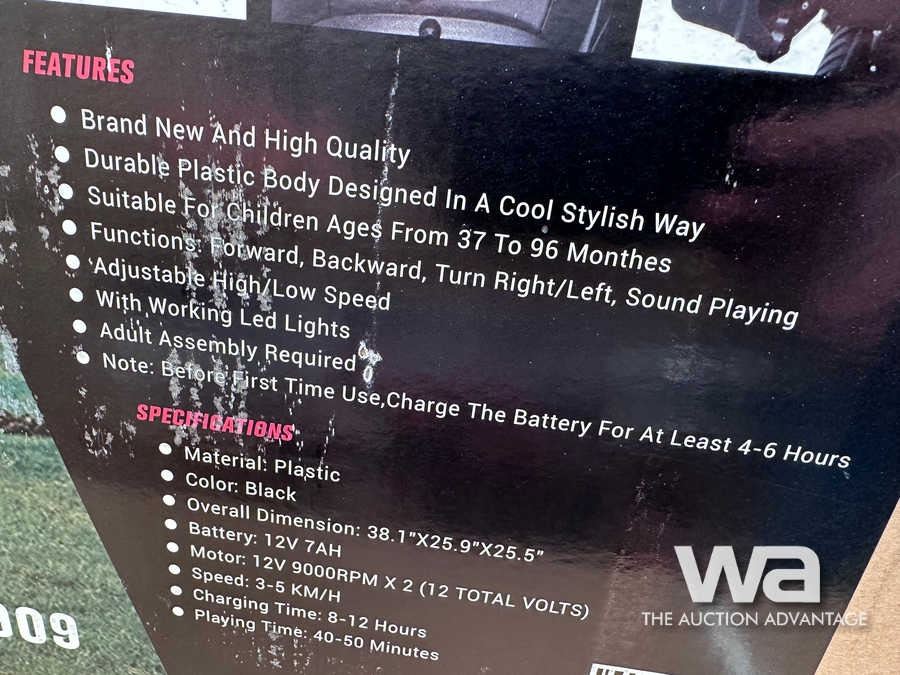 FEATURES
Brand New And High Quality
Durable Plastic Body Designed In A Cool Stylish Way
Suitable For Children Ages From 37 To 96 Monthes
Functions: Forward, Backward, Turn Right/Left, Sound Playing
Adjustable High/Low Speed
With Working Led Lights
Adult Assembly Required
Note: Before First Time Use,Charge The Battery For At Least 4-6 Hours
SPECIFICATIONS
Material: Plastic
Color: Black
Overall Dimension: 38.1"X25.9"X25.5"
Battery: 12V 7AH
Motor: 12V 9000RPM X 2 (12 TOTAL VOLTS)
Speed: 3-5 KM/H
Charging Time: 8-12 Hours
Playing Time: 40-50 Minutes
wa
THE AUCTION ADVANTAGE